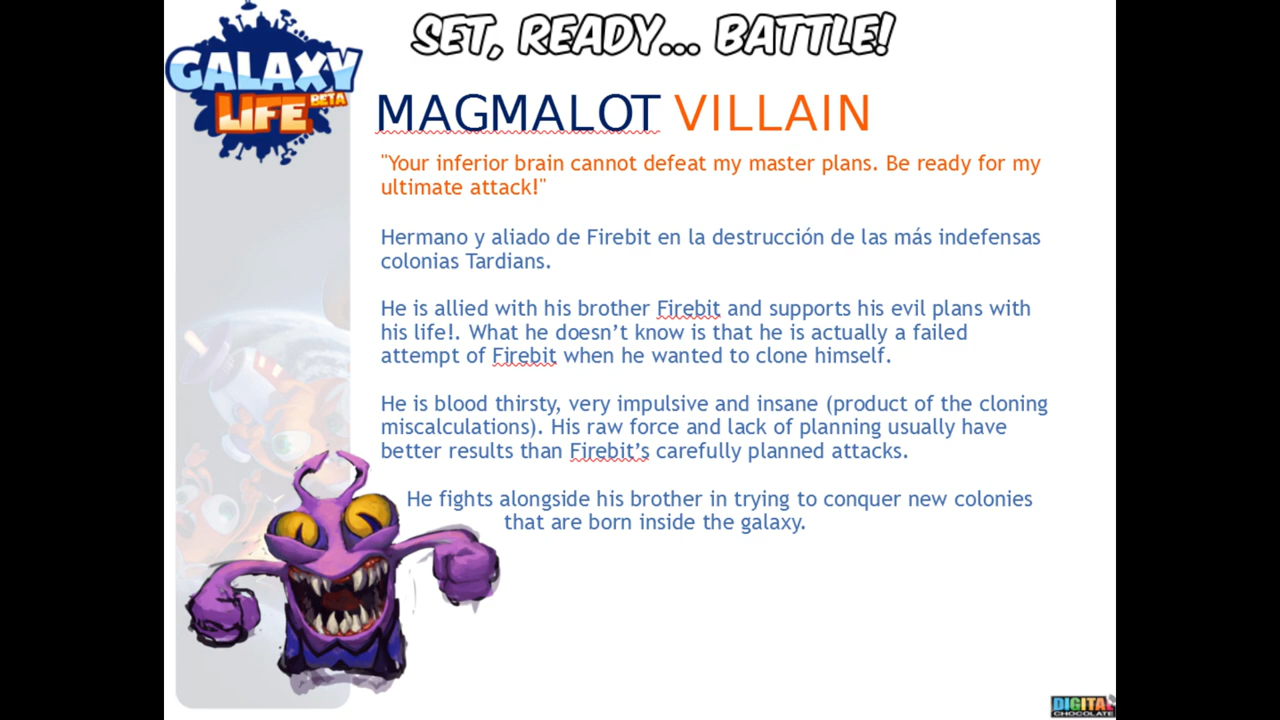 SET, READY... BATTLE!
GALAXY
LIFE BETA
MAGMALOT VILLAIN
"Your inferior brain cannot defeat my master plans. Be ready for my
ultimate attack!"
Hermano y aliado de Firebit en la destrucción de las más indefensas
colonias Tardians.
He is allied with his brother Firebit and supports his evil plans with
his life!. What he doesn’t know is that he is actually a failed
attempt of Firebit when he wanted to clone himself.
He is blood thirsty, very impulsive and insane (product of the cloning
miscalculations). His raw force and lack of planning usually have
better results than Firebit’s carefully planned attacks.
He fights alongside his brother in trying to conquer new colonies
that are born inside the galaxy.
DIGITAL
CHOCOLATE